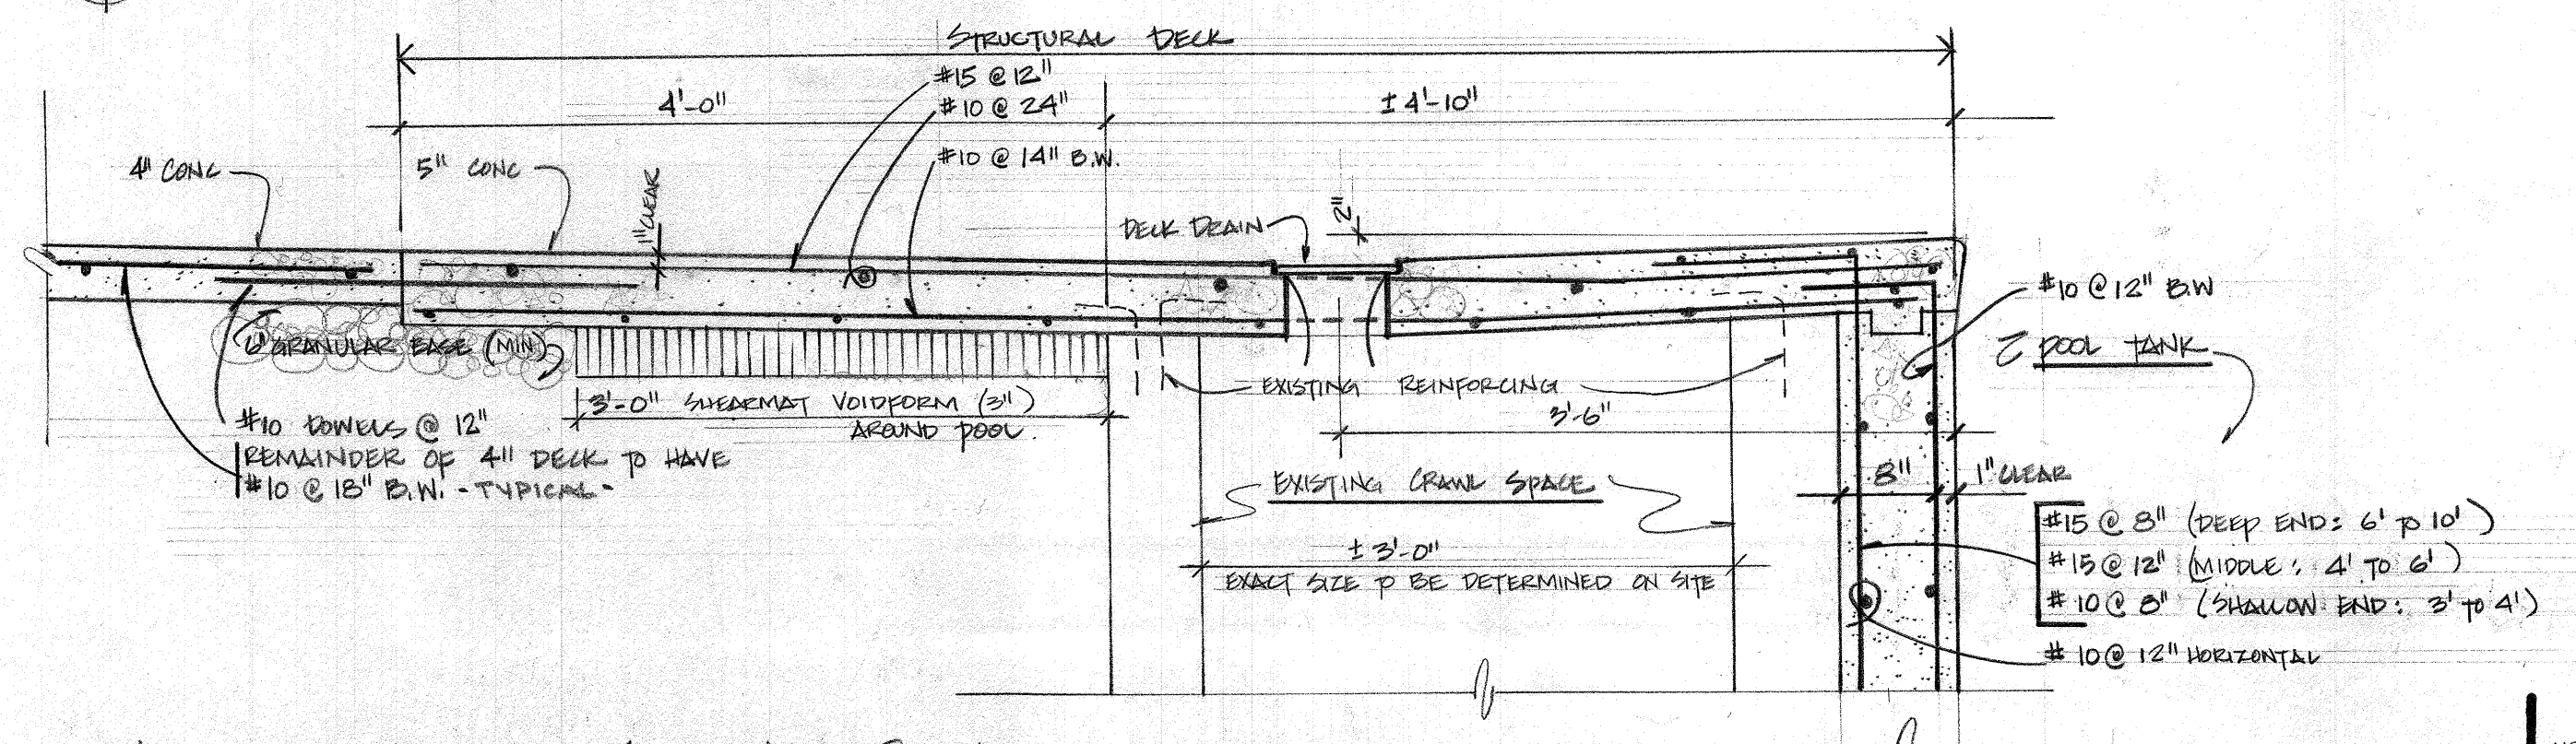 STRUCTURAL DECK
#15 @ 12"
#10 @ 24"
4'-0"
± 4'-10"
#10 @ 14" B.W.
4" CONC
5" CONC
1" CLEAR
DECK DRAIN
2"
#10 @ 12" B.W
POOL TANK
6" GRANULAR BASE (MIN)
EXISTING REINFORCING
3'-0" SHEARMAT VOIDFORM (3")
AROUND POOL.
3'-6"
#10 DOWELS @ 12"
REMAINDER OF 4" DECK TO HAVE
#10 @ 18" B.W. - TYPICAL -
EXISTING CRAWL SPACE
8"
1" CLEAR
± 3'-0"
EXACT SIZE TO BE DETERMINED ON SITE
#15 @ 8" (DEEP END: 6' TO 10')
#15 @ 12" (MIDDLE: 4' TO 6')
#10 @ 8" (SHALLOW END: 3' TO 4')
#10 @ 12" HORIZONTAL